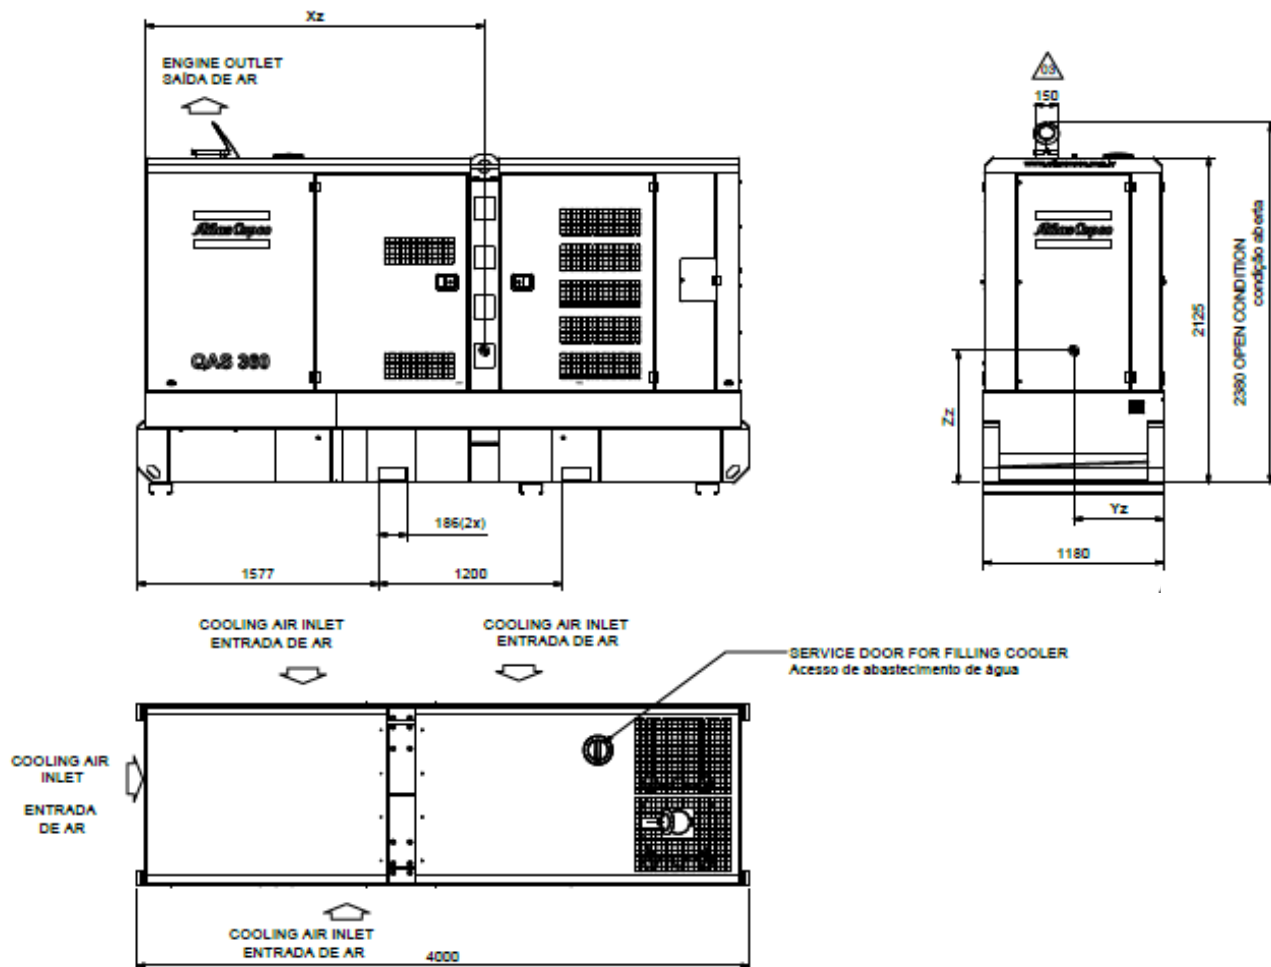 Xz
ENGINE OUTLET
SAÍDA DE AR
03
150
Atlas Copco
Atlas Copco
QAS 360
2125
2380 OPEN CONDITION
condição aberta
Zz
Yz
186(2x)
1577
1200
1180
COOLING AIR INLET
ENTRADA DE AR
COOLING AIR INLET
ENTRADA DE AR
SERVICE DOOR FOR FILLING COOLER
Acesso de abastecimento de água
COOLING AIR
INLET
ENTRADA
DE AR
COOLING AIR INLET
ENTRADA DE AR
4000